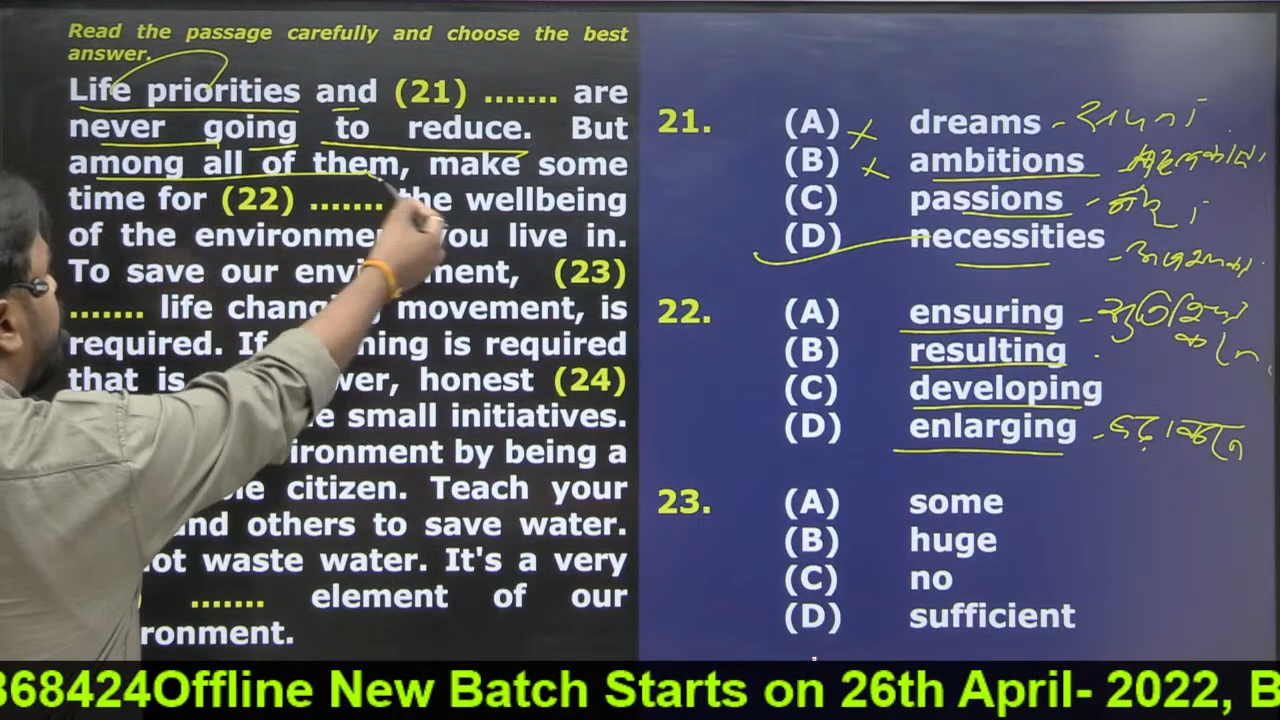 Read the passage carefully and choose the best
answer.
Life priorities and (21) ....... are
never going to reduce. But
among all of them, make some
time for (22) ....... the wellbeing
of the environment you live in.
To save our environment, (23)
....... life changing movement, is
required. If thing is required
that is wer, honest (24)
small initiatives.
ironment by being a
citizen. Teach your
and others to save water.
ot waste water. It's a very
....... element of our
ronment.
21. (A) dreams
(B) ambitions
(C) passions
(D) necessities
22. (A) ensuring
(B) resulting
(C) developing
(D) enlarging
23. (A) some
(B) huge
(C) no
(D) sufficient
368424Offline New Batch Starts on 26th April- 2022, B